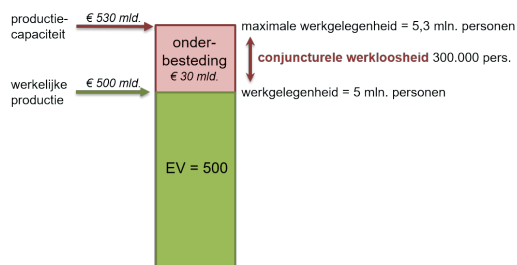 productie-
capaciteit
€ 530 mld.
maximale werkgelegenheid = 5,3 mln. personen
onder-
besteding
€ 30 mld.
conjuncturele werkloosheid 300.000 pers.
werkelijke
productie
€ 500 mld.
werkgelegenheid = 5 mln. personen
EV = 500